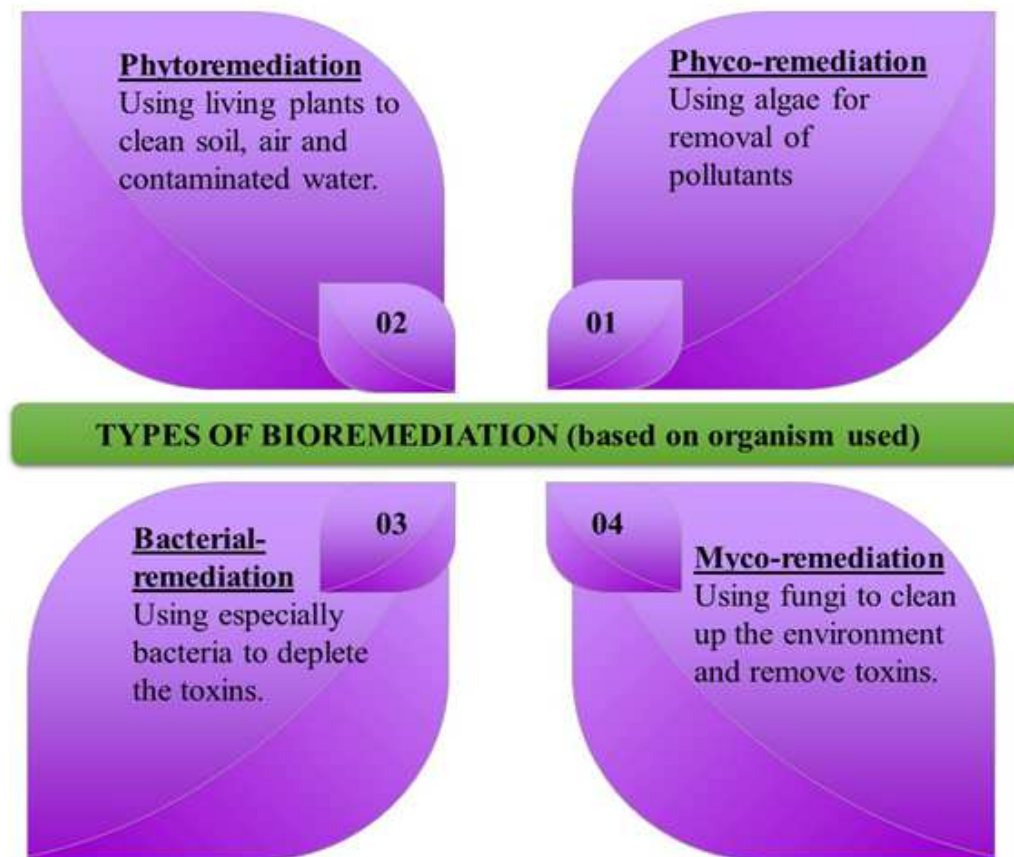 Phytoremediation
Using living plants to
clean soil, air and
contaminated water.
02
Phyco-remediation
Using algae for
removal of
pollutants
01
TYPES OF BIOREMEDIATION (based on organism used)
03
Bacterial-
remediation
Using especially
bacteria to deplete
the toxins.
04
Myco-remediation
Using fungi to clean
up the environment
and remove toxins.